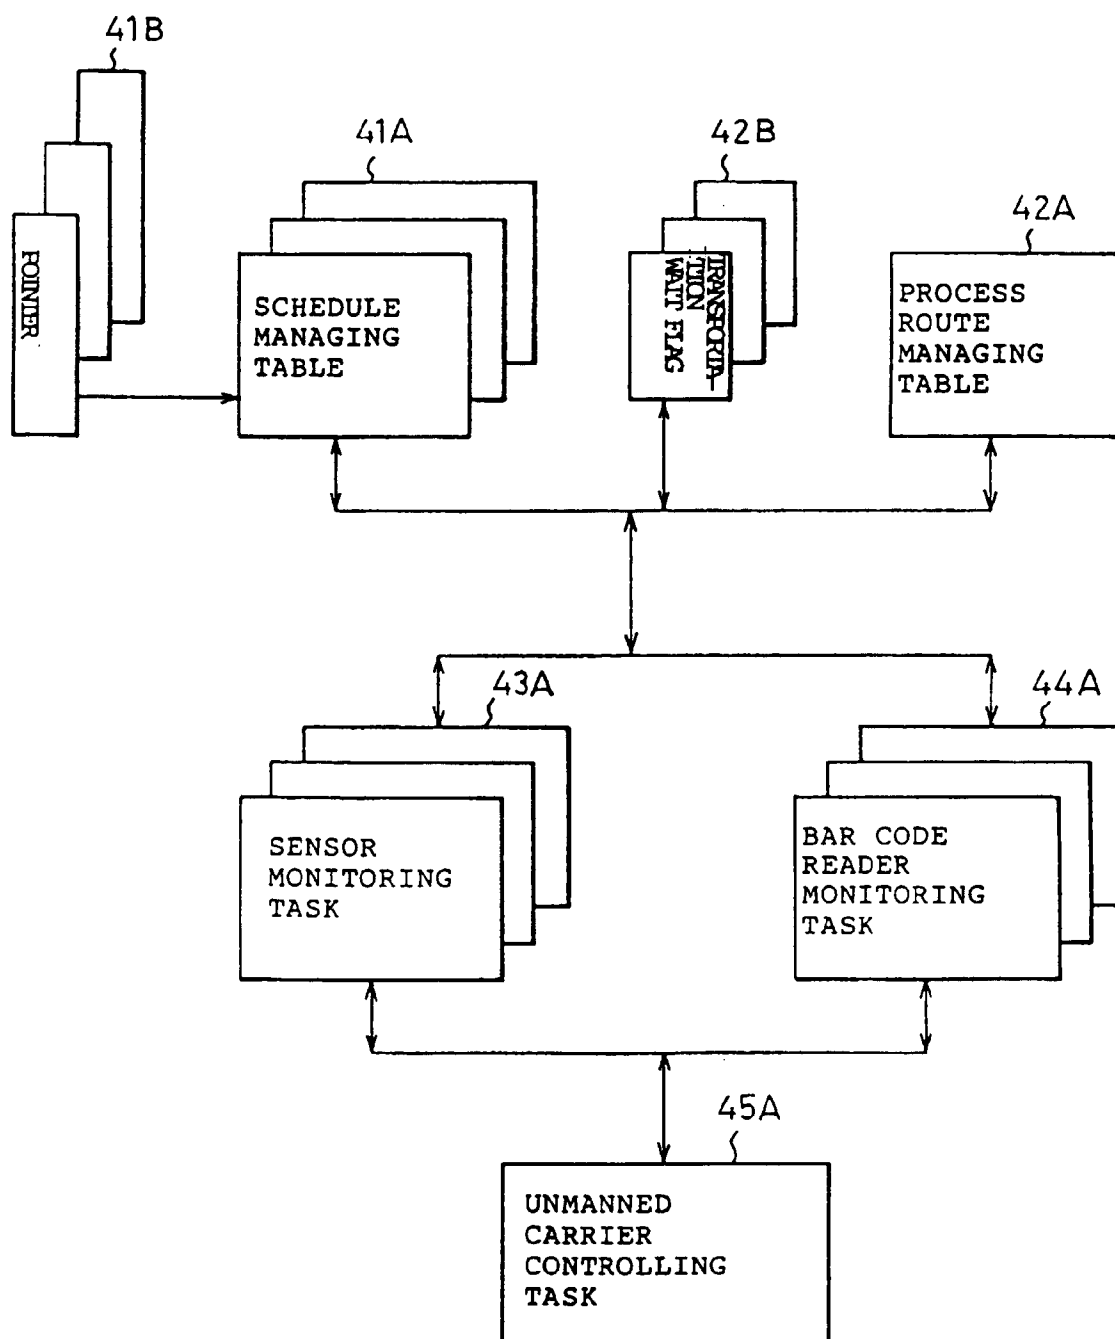 41B
41A
42B
42A
POINTER
SCHEDULE
MANAGING
TABLE
TRANSPORTA-
TION
WAIT FLAG
PROCESS
ROUTE
MANAGING
TABLE
43A
44A
SENSOR
MONITORING
TASK
BAR CODE
READER
MONITORING
TASK
45A
UNMANNED
CARRIER
CONTROLLING
TASK